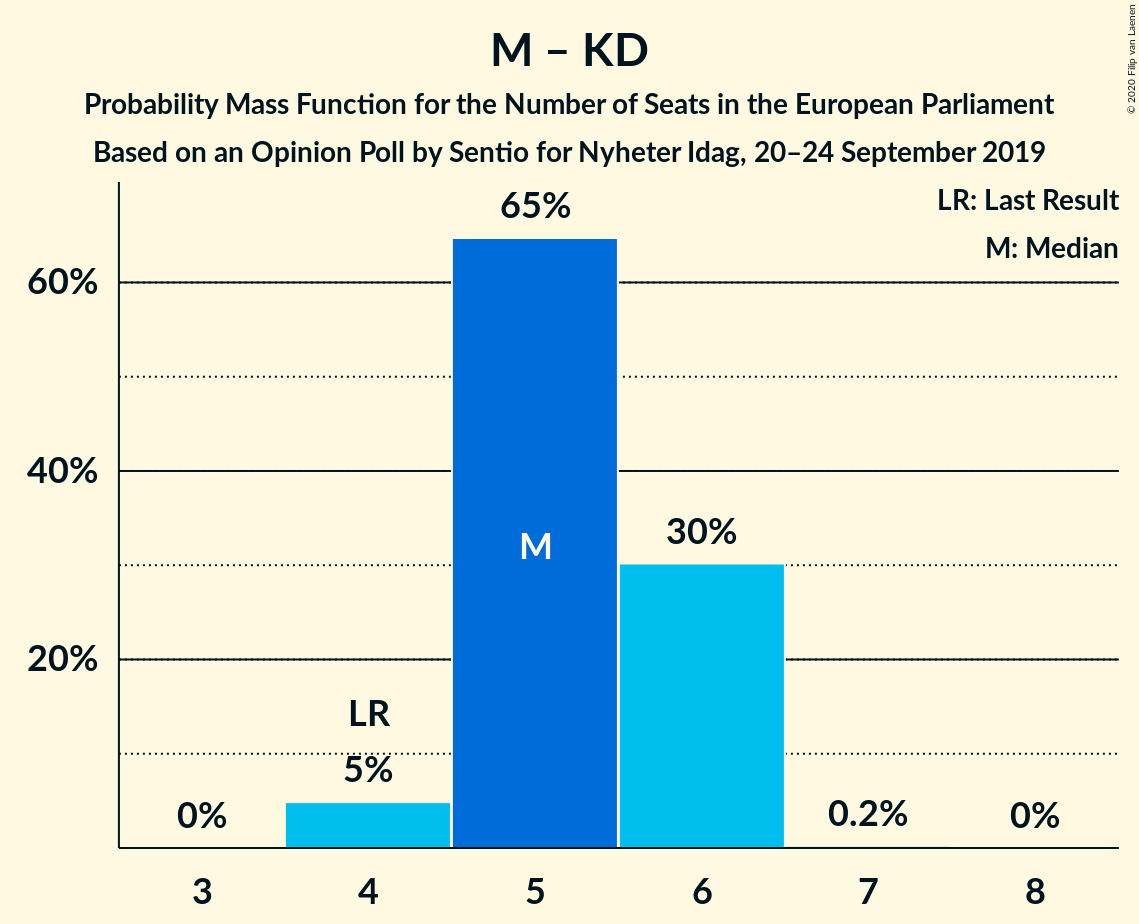 M – KD
Probability Mass Function for the Number of Seats in the European Parliament
Based on an Opinion Poll by Sentio for Nyheter Idag, 20–24 September 2019
© 2020 Filip van Laenen
LR: Last Result
M: Median
65%
60%
40%
M
30%
20%
LR
5%
0%
0.2%
0%
3 4 5 6 7 8